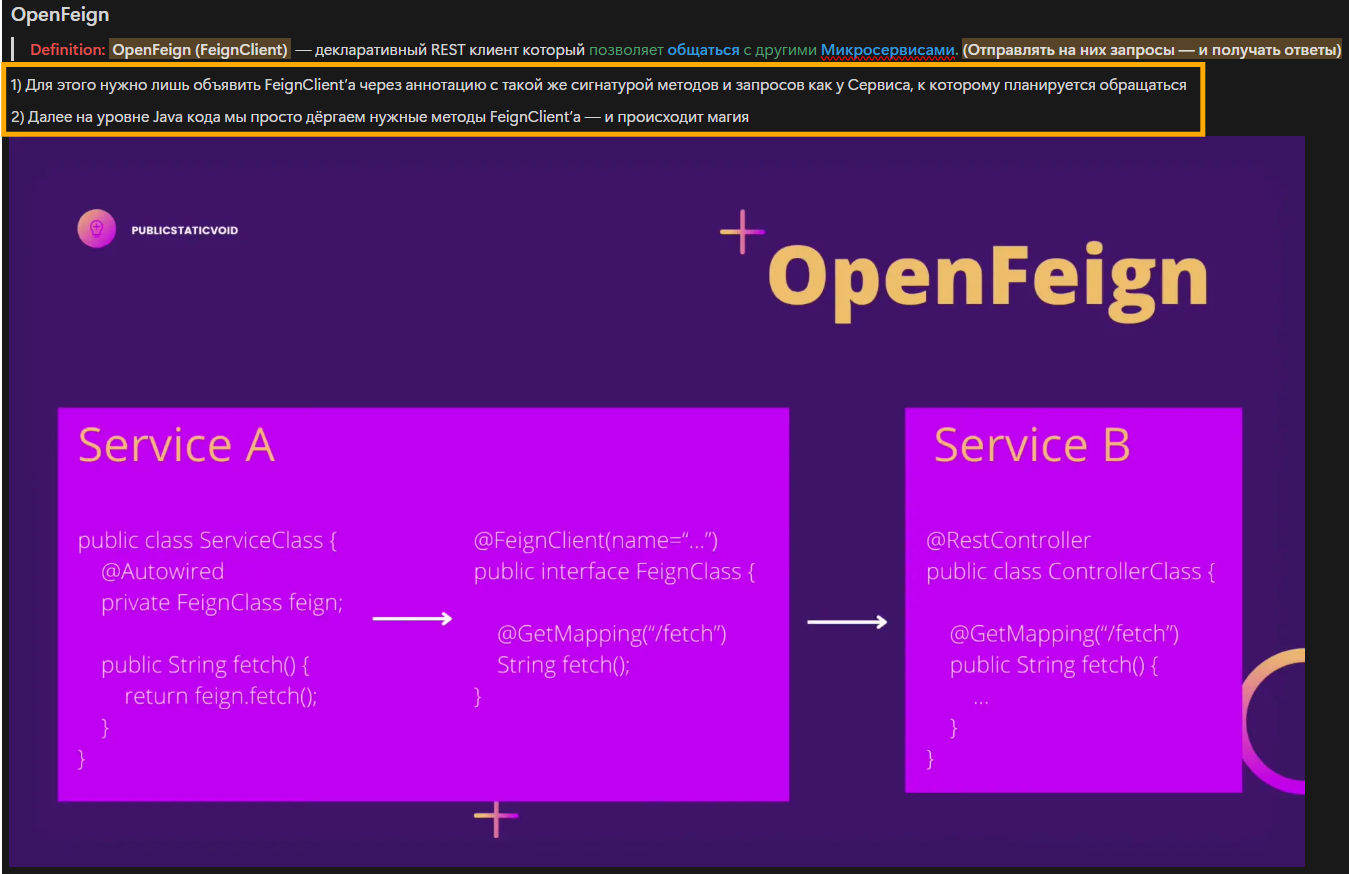 OpenFeign
Definition: OpenFeign (FeignClient) — декларативный REST клиент который позволяет общаться с другими Микросервисами. (Отправлять на них запросы — и получать ответы)
1) Для этого нужно лишь объявить FeignClient'а через аннотацию с такой же сигнатурой методов и запросов как у Сервиса, к которому планируется обращаться
2) Далее на уровне Java кода мы просто дёргаем нужные методы FeignClient'а — и происходит магия
PUBLICSTATICVOID
OpenFeign
Service A
public class ServiceClass {
@Autowired
private FeignClass feign;
public String fetch() {
return feign.fetch();
}
}
@FeignClient(name=“...”)
public interface FeignClass {
@GetMapping(“/fetch”)
String fetch();
}
Service B
@RestController
public class ControllerClass {
@GetMapping(“/fetch”)
public String fetch() {
...
}
}